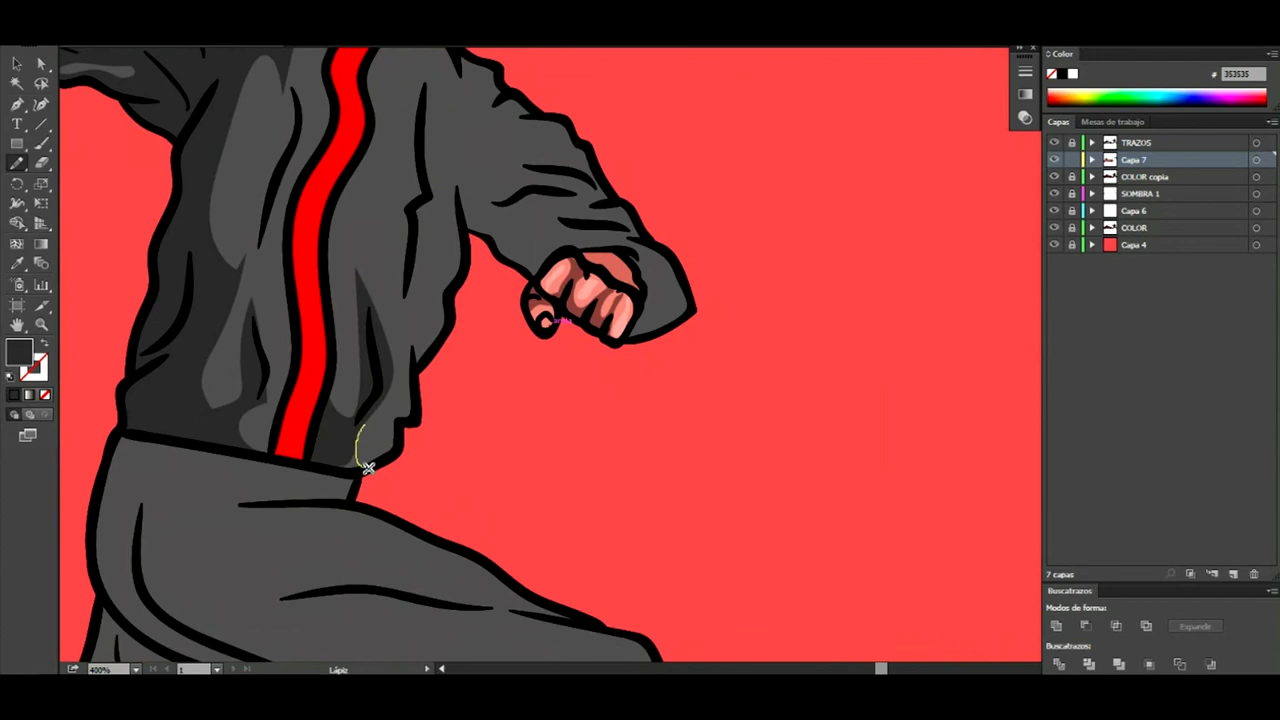 Color
# 353535
Capas Mesas de trabajo
TRAZOS
Capa 7
COLOR copia
SOMBRA 1
Capa 6
COLOR
Capa 4
7 capas
Buscatrazos
Modos de forma:
Expandir
Buscatrazos:
400%
1
Lápiz